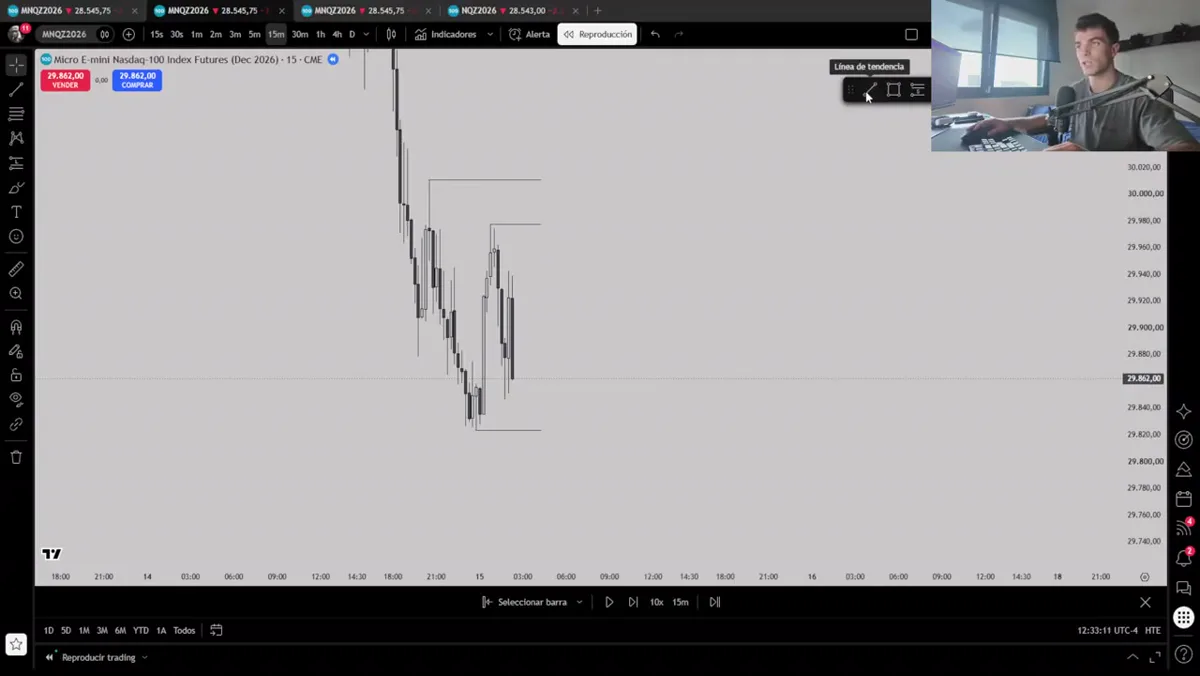 MNQZ2026 28.545,75
MNQZ2026 28.545,75
MNQZ2026 28.545,75
NQZ2026 28.543,00
11
MNQZ2026
15s 30s 1m 2m 3m 5m 15m 30m 1h 4h D
Indicadores
Alerta
Reproducción
Micro E-mini Nasdaq-100 Index Futures (Dec 2026) · 15 · CME
29.862,00
VENDER
0,00
29.862,00
COMPRAR
Línea de tendencia
30.020,00
30.000,00
29.980,00
29.960,00
29.940,00
29.920,00
29.900,00
29.880,00
29.862,00
29.840,00
29.820,00
29.800,00
29.780,00
29.760,00
29.740,00
18:00 21:00 14 03:00 06:00 09:00 12:00 14:30 18:00 21:00 15 03:00 06:00 09:00 12:00 14:30 18:00 21:00 16 03:00 06:00 09:00 12:00 14:30 18 21:00
4
2
Seleccionar barra
10x 15m
1D 5D 1M 3M 6M YTD 1A Todos
12:33:11 UTC-4 HTE
Reproducir trading